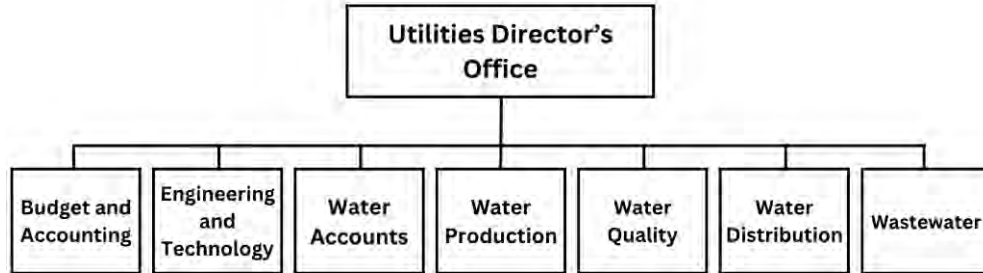 Utilities Director's
Office
Budget and
Accounting
Engineering
and
Technology
Water
Accounts
Water
Production
Water
Quality
Water
Distribution
Wastewater